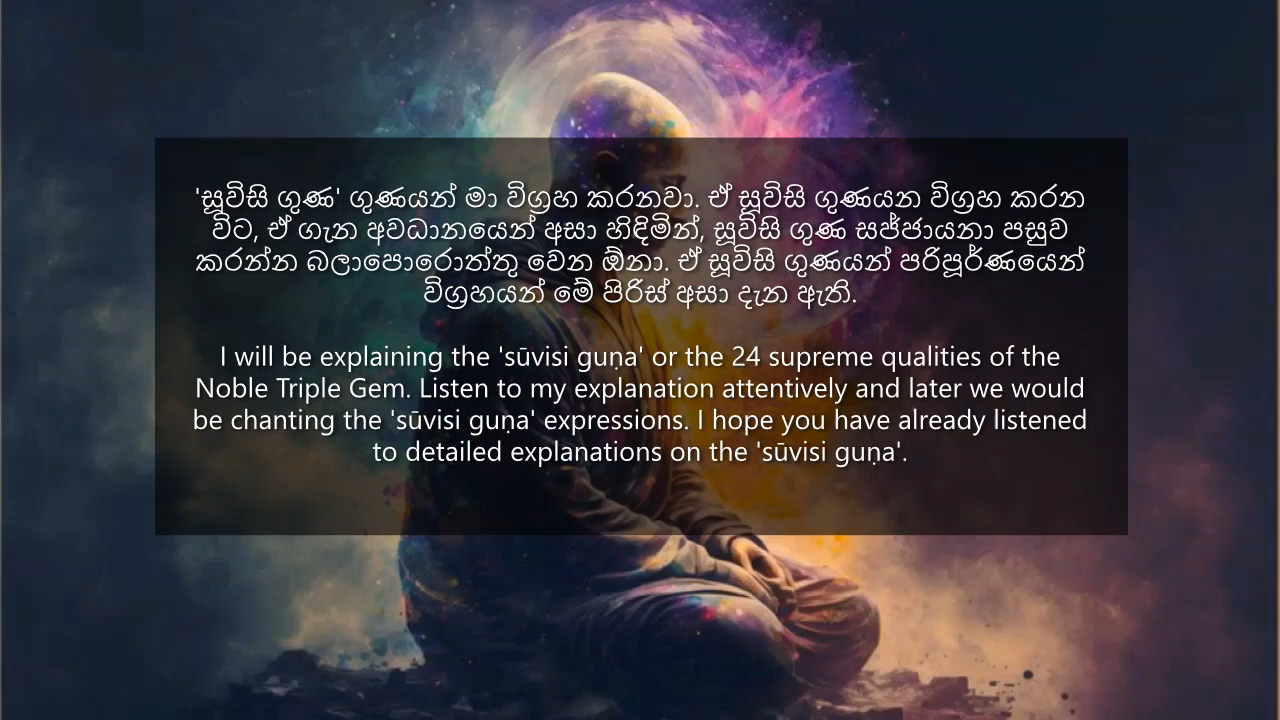 'සූවිසි ගුණ' ගුණයන් මා විග්‍රහ කරනවා. ඒ සූවිසි ගුණයන විග්‍රහ කරන
විට, ඒ ගැන අවධානයෙන් අසා හිඳිමින්, සූවිසි ගුණ සජ්ජායනා පසුව
කරන්න බලාපොරොත්තු වෙන ඕනා. ඒ සූවිසි ගුණයන් පරිපූර්ණයෙන්
විග්‍රහයන් මේ පිරිස් අසා දැන ඇති.
I will be explaining the 'sūvisi guṇa' or the 24 supreme qualities of the
Noble Triple Gem. Listen to my explanation attentively and later we would
be chanting the 'sūvisi guṇa' expressions. I hope you have already listened
to detailed explanations on the 'sūvisi guṇa'.